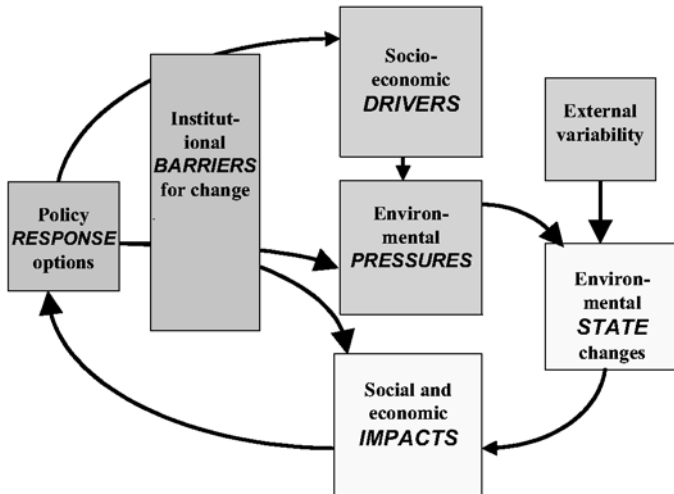 Socio-
economic
DRIVERS
External
variability
Institut-
ional
BARRIERS
for change
Policy
RESPONSE
options
Environ-
mental
PRESSURES
Environ-
mental
STATE
changes
Social and
economic
IMPACTS